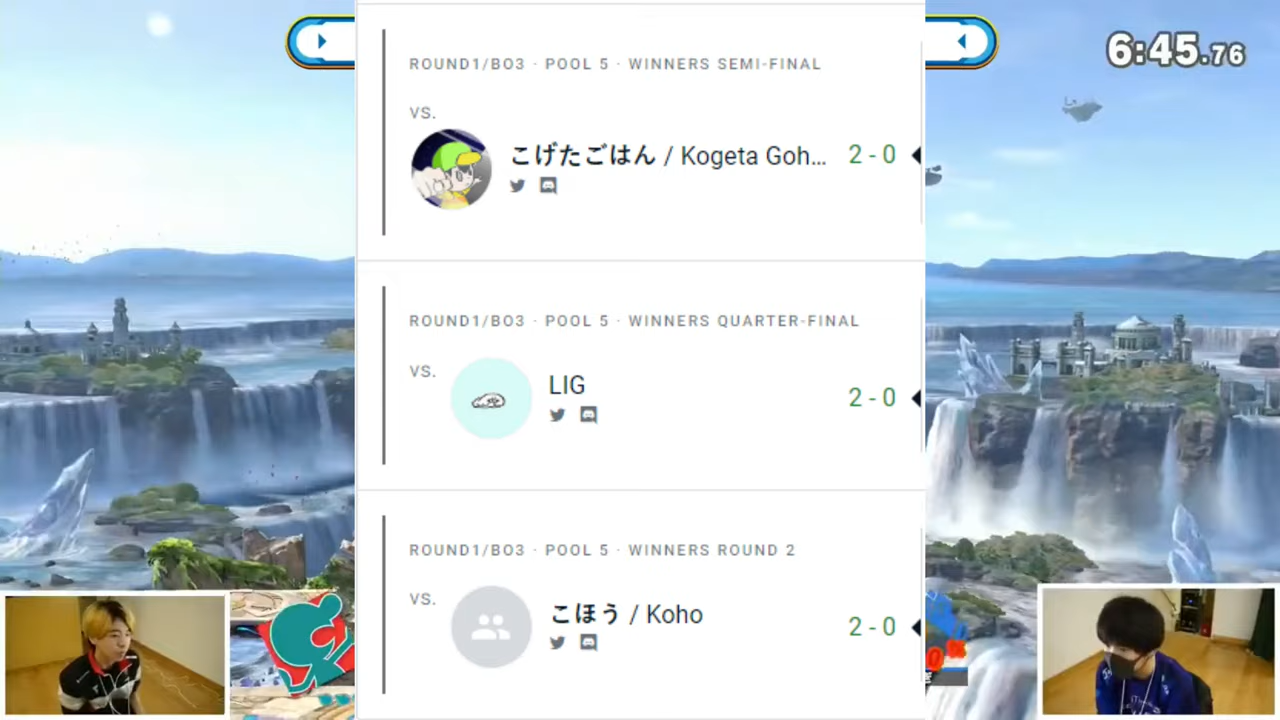 6:45.76
ROUND1/BO3 · POOL 5 · WINNERS SEMI-FINAL
VS.
こげたごはん / Kogeta Goh... 2 - 0
ROUND1/BO3 · POOL 5 · WINNERS QUARTER-FINAL
VS.
LIG 2 - 0
ROUND1/BO3 · POOL 5 · WINNERS ROUND 2
VS.
こほう / Koho 2 - 0